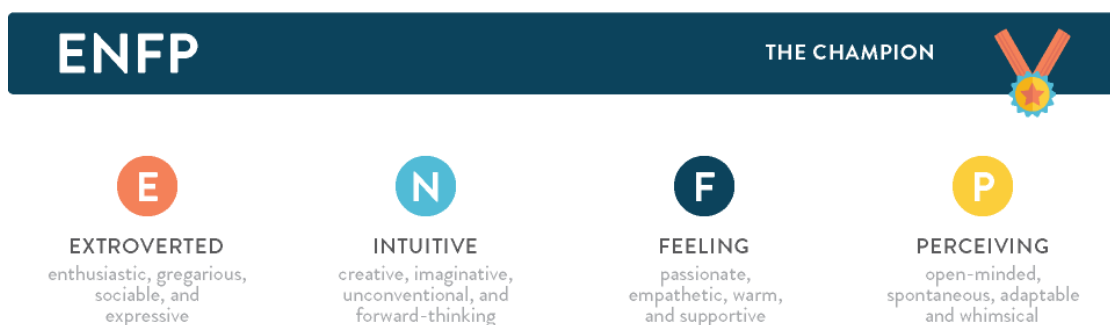 ENFP
THE CHAMPION
E
EXTROVERTED
enthusiastic, gregarious,
sociable, and
expressive
N
INTUITIVE
creative, imaginative,
unconventional, and
forward-thinking
F
FEELING
passionate,
empathetic, warm,
and supportive
P
PERCEIVING
open-minded,
spontaneous, adaptable
and whimsical